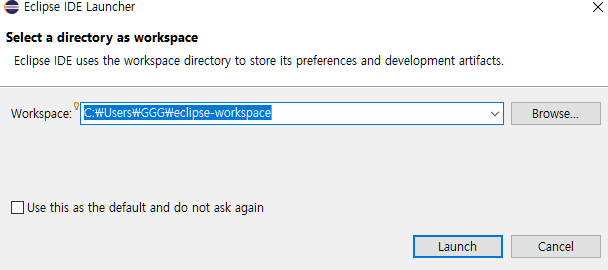 Eclipse IDE Launcher
Select a directory as workspace
Eclipse IDE uses the workspace directory to store its preferences and development artifacts.
Workspace: C:₩Users₩GGG₩eclipse-workspace Browse...
Use this as the default and do not ask again
Launch Cancel